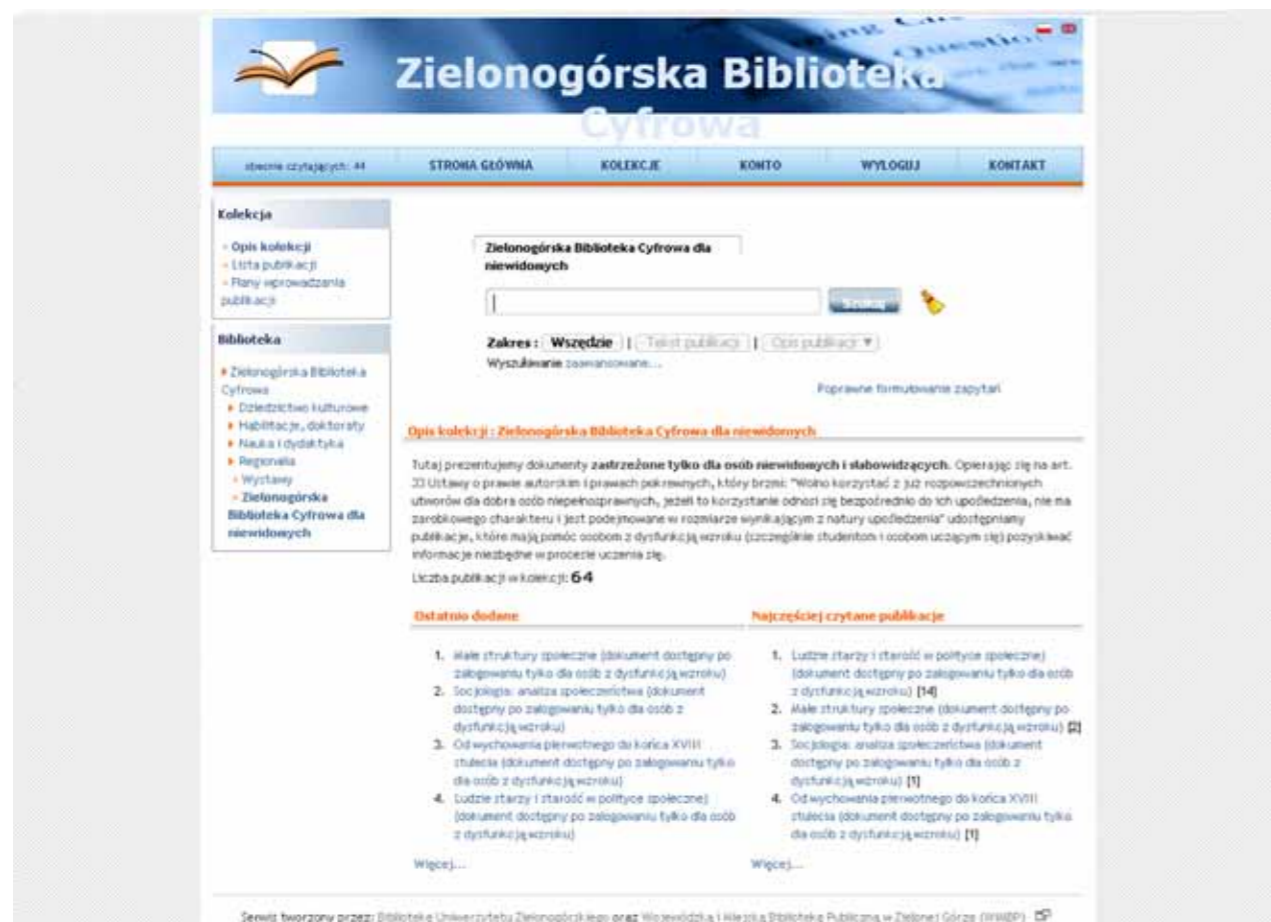 Zielonogórska Biblioteka
Cyfrowa
obecnie czytających: 44
STRONA GŁÓWNA
KOLEKCJE
KONTO
WYLOGUJ
KONTAKT
Kolekcja
Opis kolekcji
Lista publikacji
Plany wprowadzania
publikacji
Biblioteka
Zielonogórska Biblioteka
Cyfrowa
Dziedzictwo kulturowe
Habilitacje, doktoraty
Nauka i dydaktyka
Regionalia
Wystawy
Zielonogórska
Biblioteka Cyfrowa dla
niewidomych
Zielonogórska Biblioteka Cyfrowa dla
niewidomych
Szukaj
Zakres : Wszędzie | Tekst publikacji | Opis publikacji ▼
Wyszukiwanie zaawansowane...
Poprawne formułowanie zapytań
Opis kolekcji : Zielonogórska Biblioteka Cyfrowa dla niewidomych
Tutaj prezentujemy dokumenty zastrzeżone tylko dla osób niewidomych i słabowidzących. Opierając się na art.
33 Ustawy o prawie autorskim i prawach pokrewnych, który brzmi: "Wolno korzystać z już rozpowszechnionych
utworów dla dobra osób niepełnosprawnych, jeżeli to korzystanie odnosi się bezpośrednio do ich upośledzenia, nie ma
zarobkowego charakteru i jest podejmowane w rozmiarze wynikającym z natury upośledzenia" udostępniamy
publikacje, które mają pomóc osobom z dysfunkcją wzroku (szczególnie studentom i osobom uczącym się) pozyskiwać
informacje niezbędne w procesie uczenia się.
Liczba publikacji w kolekcji: 64
Ostatnio dodane
1. Małe struktury społeczne (dokument dostępny po
zalogowaniu tylko dla osób z dysfunkcją wzroku)
2. Socjologia: analiza społeczeństwa (dokument
dostępny po zalogowaniu tylko dla osób z
dysfunkcją wzroku)
3. Od wychowania pierwotnego do końca XVIII
stulecia (dokument dostępny po zalogowaniu tylko
dla osób z dysfunkcją wzroku)
4. Ludzie starzy i starość w polityce społecznej
(dokument dostępny po zalogowaniu tylko dla osób
z dysfunkcją wzroku)
Więcej...
Najczęściej czytane publikacje
1. Ludzie starzy i starość w polityce społecznej
(dokument dostępny po zalogowaniu tylko dla osób
z dysfunkcją wzroku) [14]
2. Małe struktury społeczne (dokument dostępny po
zalogowaniu tylko dla osób z dysfunkcją wzroku) [2]
3. Socjologia: analiza społeczeństwa (dokument
dostępny po zalogowaniu tylko dla osób z
dysfunkcją wzroku) [1]
4. Od wychowania pierwotnego do końca XVIII
stulecia (dokument dostępny po zalogowaniu tylko
dla osób z dysfunkcją wzroku) [1]
Więcej...
Serwis tworzony przez: Bibliotekę Uniwersytetu Zielonogórskiego oraz Wojewódzką i Miejską Bibliotekę Publiczną w Zielonej Górze (WiMBP)